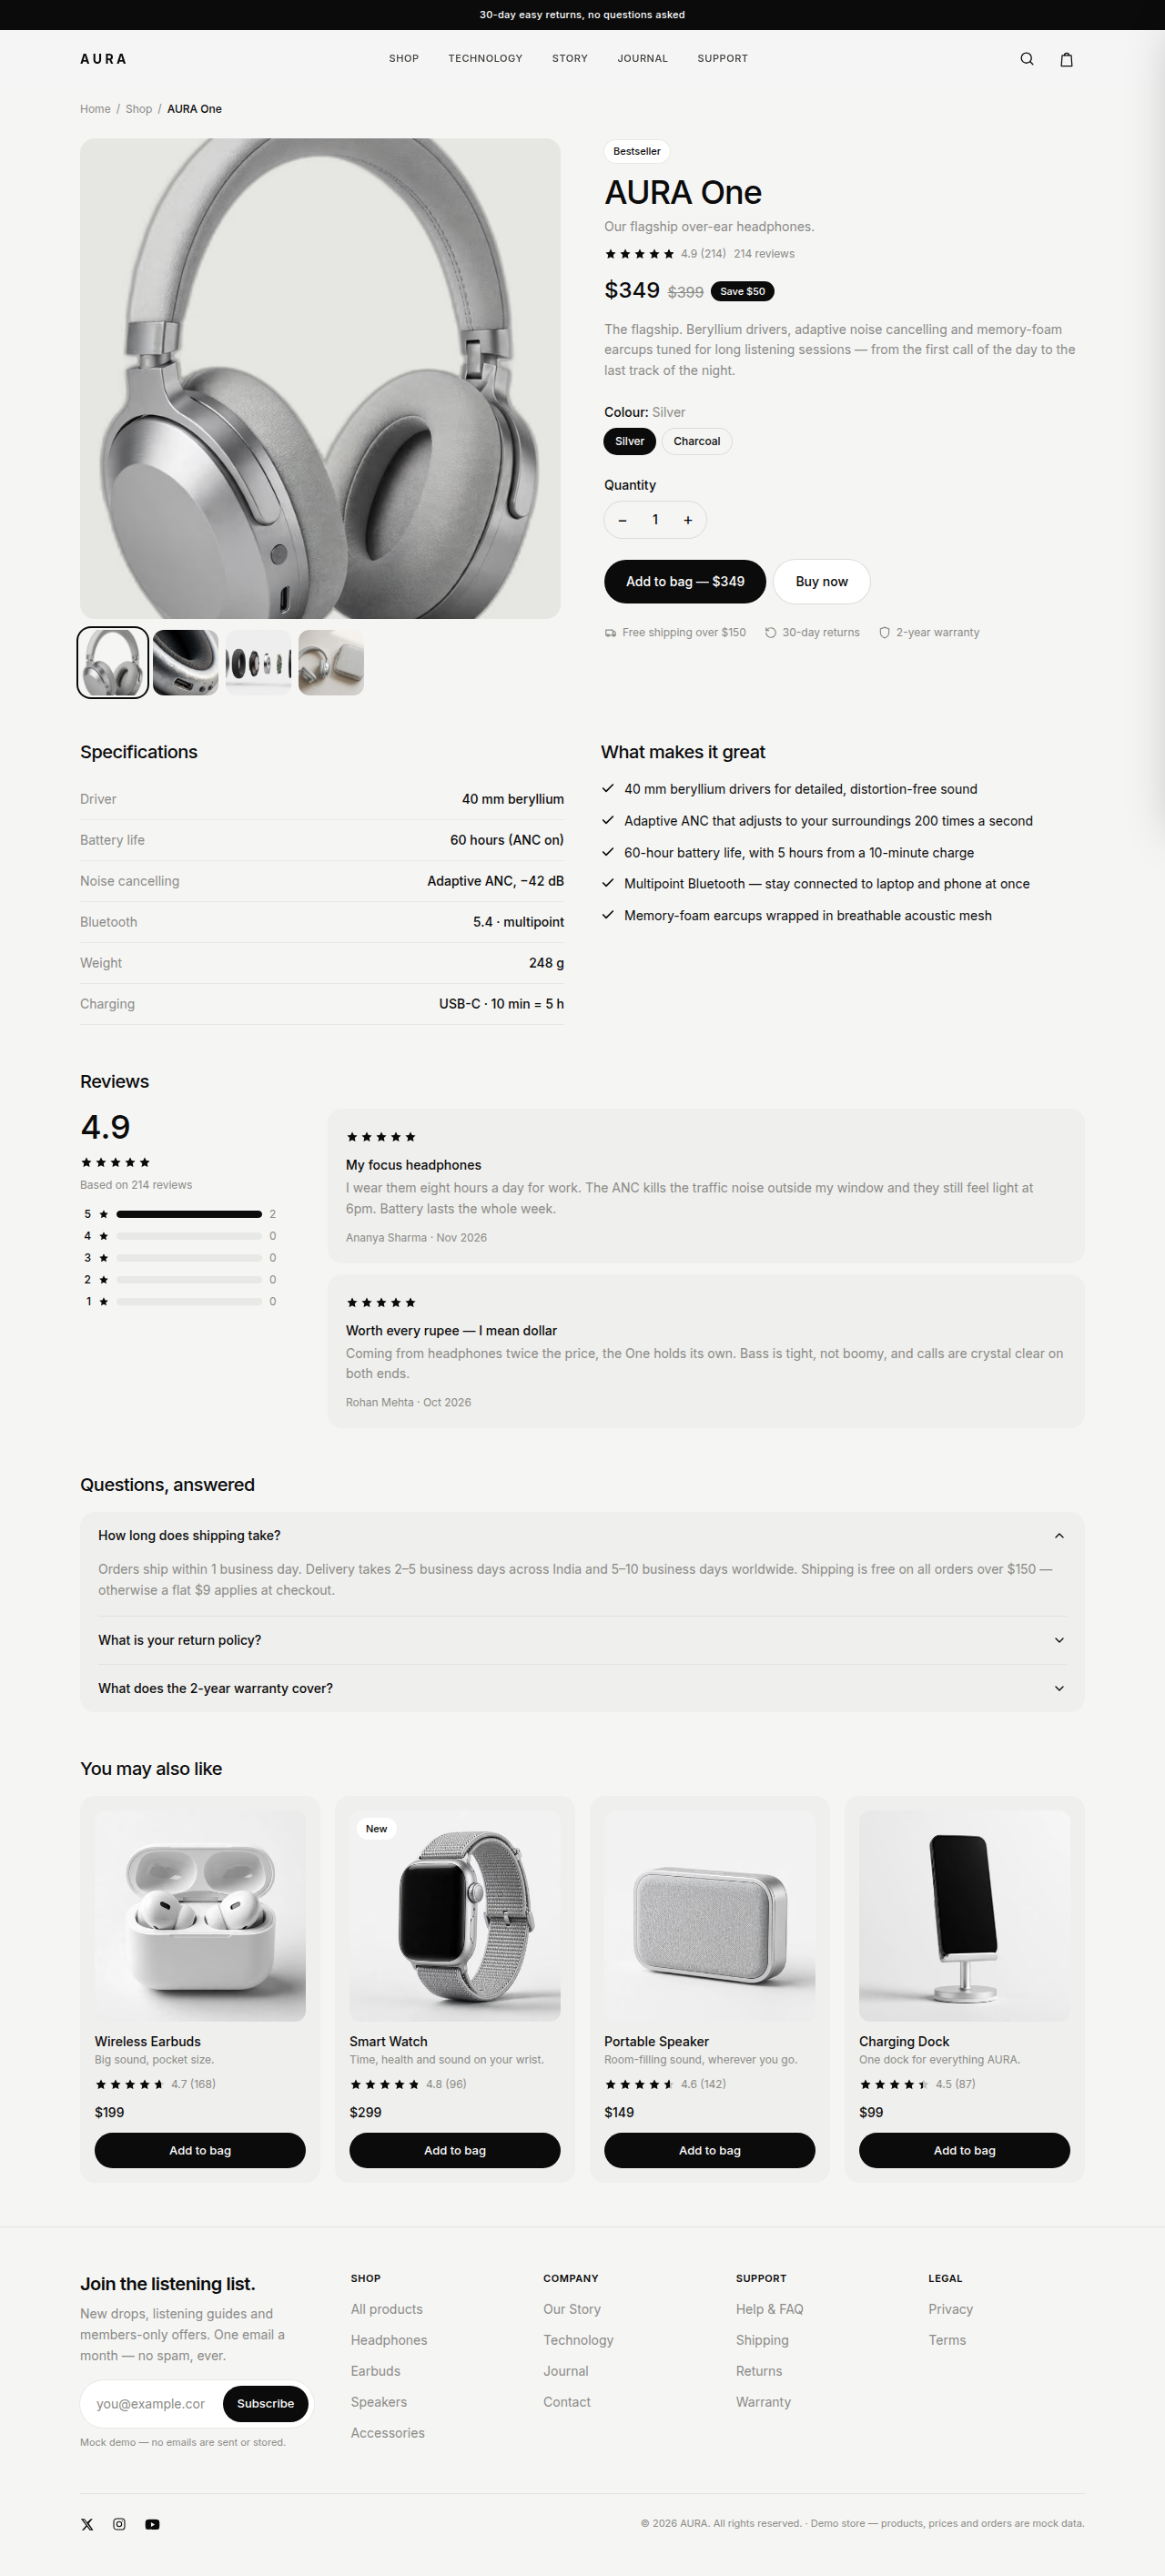 30-day easy returns, no questions asked
AURA
SHOP TECHNOLOGY STORY JOURNAL SUPPORT
Home / Shop / AURA One
Bestseller
AURA One
Our flagship over-ear headphones.
4.9 (214) 214 reviews
$349 $399 Save $50
The flagship. Beryllium drivers, adaptive noise cancelling and memory-foam
earcups tuned for long listening sessions — from the first call of the day to the
last track of the night.
Colour: Silver
Silver Charcoal
Quantity
− 1 +
Add to bag — $349 Buy now
Free shipping over $150 30-day returns 2-year warranty
Specifications
Driver 40 mm beryllium
Battery life 60 hours (ANC on)
Noise cancelling Adaptive ANC, −42 dB
Bluetooth 5.4 · multipoint
Weight 248 g
Charging USB-C · 10 min = 5 h
What makes it great
40 mm beryllium drivers for detailed, distortion-free sound
Adaptive ANC that adjusts to your surroundings 200 times a second
60-hour battery life, with 5 hours from a 10-minute charge
Multipoint Bluetooth — stay connected to laptop and phone at once
Memory-foam earcups wrapped in breathable acoustic mesh
Reviews
4.9
Based on 214 reviews
5 2
4 0
3 0
2 0
1 0
My focus headphones
I wear them eight hours a day for work. The ANC kills the traffic noise outside my window and they still feel light at
6pm. Battery lasts the whole week.
Ananya Sharma · Nov 2026
Worth every rupee — I mean dollar
Coming from headphones twice the price, the One holds its own. Bass is tight, not boomy, and calls are crystal clear on
both ends.
Rohan Mehta · Oct 2026
Questions, answered
How long does shipping take?
Orders ship within 1 business day. Delivery takes 2–5 business days across India and 5–10 business days worldwide. Shipping is free on all orders over $150 —
otherwise a flat $9 applies at checkout.
What is your return policy?
What does the 2-year warranty cover?
You may also like
Wireless Earbuds
Big sound, pocket size.
4.7 (168)
$199
Add to bag
New
Smart Watch
Time, health and sound on your wrist.
4.8 (96)
$299
Add to bag
Portable Speaker
Room-filling sound, wherever you go.
4.6 (142)
$149
Add to bag
Charging Dock
One dock for everything AURA.
4.5 (87)
$99
Add to bag
Join the listening list.
New drops, listening guides and
members-only offers. One email a
month — no spam, ever.
you@example.cor Subscribe
Mock demo — no emails are sent or stored.
SHOP
All products
Headphones
Earbuds
Speakers
Accessories
COMPANY
Our Story
Technology
Journal
Contact
SUPPORT
Help & FAQ
Shipping
Returns
Warranty
LEGAL
Privacy
Terms
© 2026 AURA. All rights reserved. · Demo store — products, prices and orders are mock data.